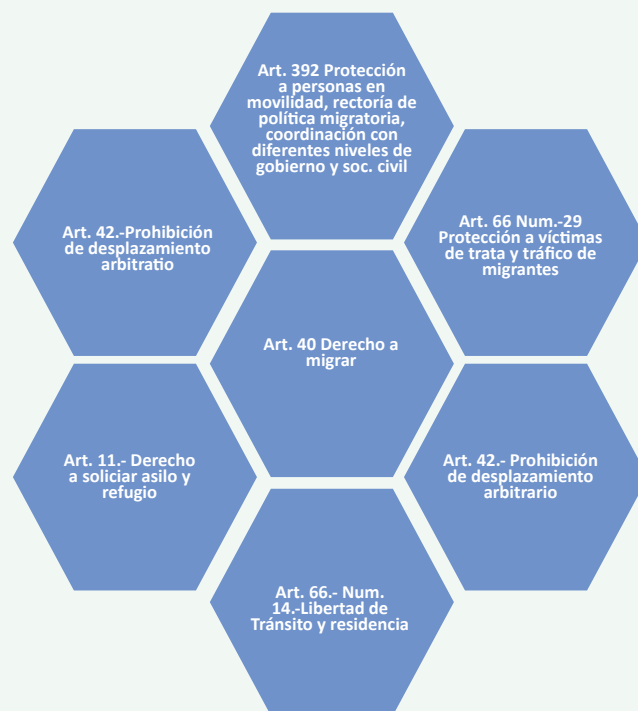 Art. 392 Protección
a personas en
movilidad, rectoría de
política migratoria,
coordinación con
diferentes niveles de
gobierno y soc. civil
Art. 42.-Prohibición
de desplazamiento
arbitratio
Art. 66 Num.-29
Protección a víctimas
de trata y tráfico de
migrantes
Art. 40 Derecho a
migrar
Art. 11.- Derecho
a soliciar asilo y
refugio
Art. 42.- Prohibición
de desplazamiento
arbitrario
Art. 66.- Num.
14.-Libertad de
Tránsito y residencia